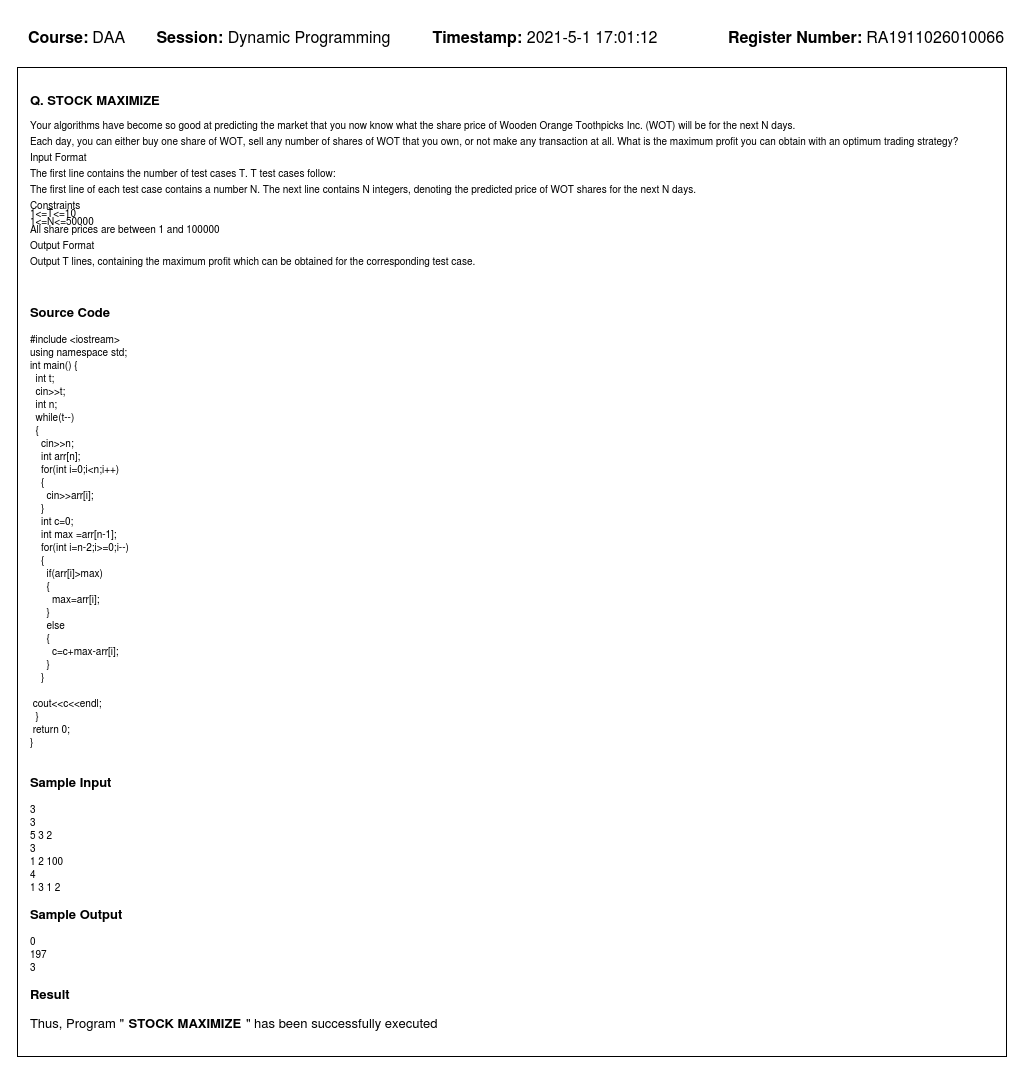 Course: DAA Session: Dynamic Programming Timestamp: 2021-5-1 17:01:12 Register Number: RA1911026010066
Q. STOCK MAXIMIZE
Your algorithms have become so good at predicting the market that you now know what the share price of Wooden Orange Toothpicks Inc. (WOT) will be for the next N days.
Each day, you can either buy one share of WOT, sell any number of shares of WOT that you own, or not make any transaction at all. What is the maximum profit you can obtain with an optimum trading strategy?
Input Format
The first line contains the number of test cases T. T test cases follow:
The first line of each test case contains a number N. The next line contains N integers, denoting the predicted price of WOT shares for the next N days.
Constraints
1<=T<=10
1<=N<=50000
All share prices are between 1 and 100000
Output Format
Output T lines, containing the maximum profit which can be obtained for the corresponding test case.
Source Code
#include <iostream>
using namespace std;
int main() {
int t;
cin>>t;
int n;
while(t--)
{
cin>>n;
int arr[n];
for(int i=0;i<n;i++)
{
cin>>arr[i];
}
int c=0;
int max =arr[n-1];
for(int i=n-2;i>=0;i--)
{
if(arr[i]>max)
{
max=arr[i];
}
else
{
c=c+max-arr[i];
}
}
cout<<c<<endl;
}
return 0;
}
Sample Input
3
3
5 3 2
3
1 2 100
4
1 3 1 2
Sample Output
0
197
3
Result
Thus, Program " STOCK MAXIMIZE " has been successfully executed